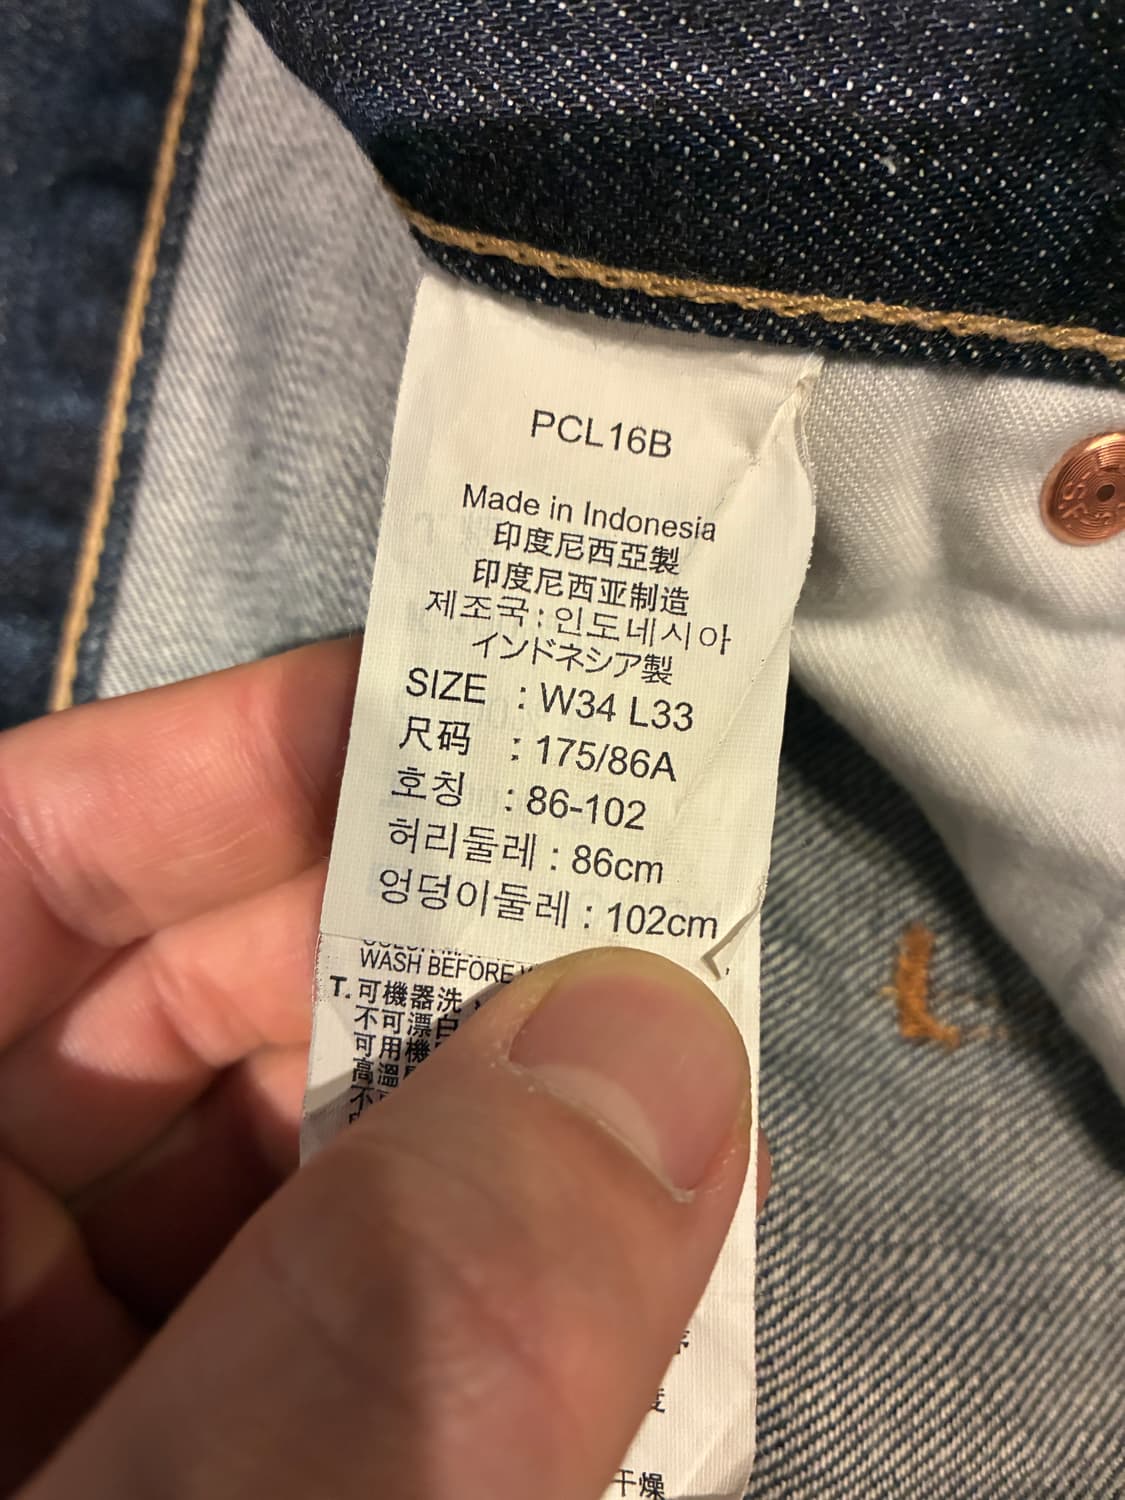 PCL16B
Made in Indonesia
印度尼西亞製
印度尼西亚制造
제조국:인도네시아
インドネシア製
SIZE : W34 L33
尺码 : 175/86A
호칭 : 86-102
허리둘레 : 86cm
엉덩이둘레 : 102cm
WASH BEFORE
T. 可機器洗
不可漂白
可用機
高溫
干燥